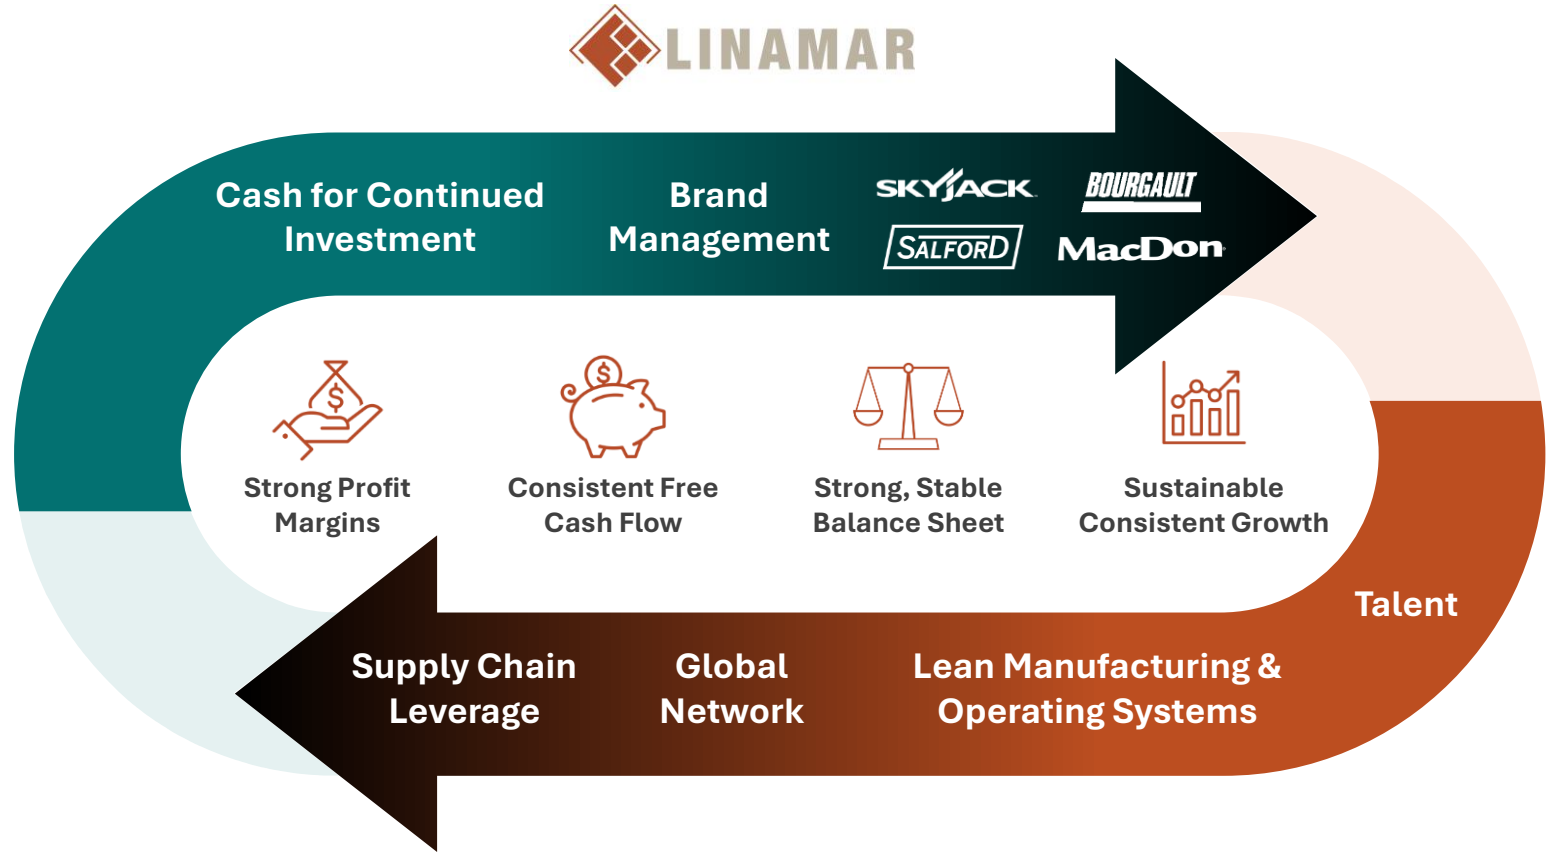 LINAMAR
Cash for Continued
Investment
Brand
Management
SKYJACK
BOURGAULT
SALFORD
MacDon
$
$
Strong Profit
Margins
Consistent Free
Cash Flow
Strong, Stable
Balance Sheet
Sustainable
Consistent Growth
Talent
Supply Chain
Leverage
Global
Network
Lean Manufacturing &
Operating Systems